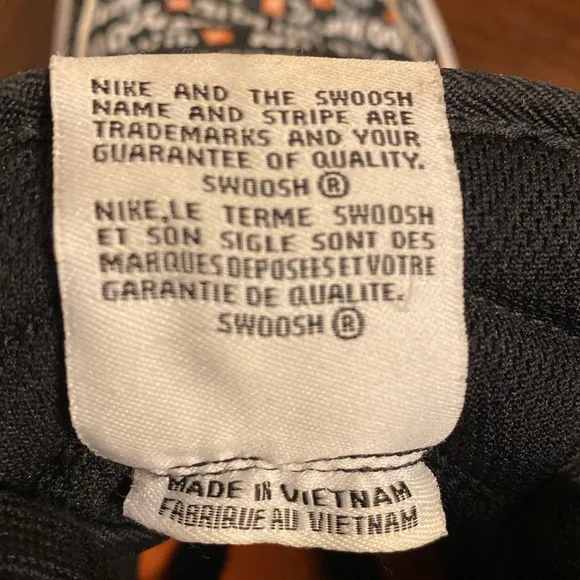 NIKE AND THE SWOOSH
NAME AND STRIPE ARE
TRADEMARKS AND YOUR
GUARANTEE OF QUALITY.
SWOOSH ®
NIKE,LE TERME SWOOSH
ET SON SIGLE SONT DES
MARQUES DEPOSEES ET VOTRE
GARANTIE DE QUALITE.
SWOOSH ®
MADE IN VIETNAM
FABRIQUE AU VIETNAM